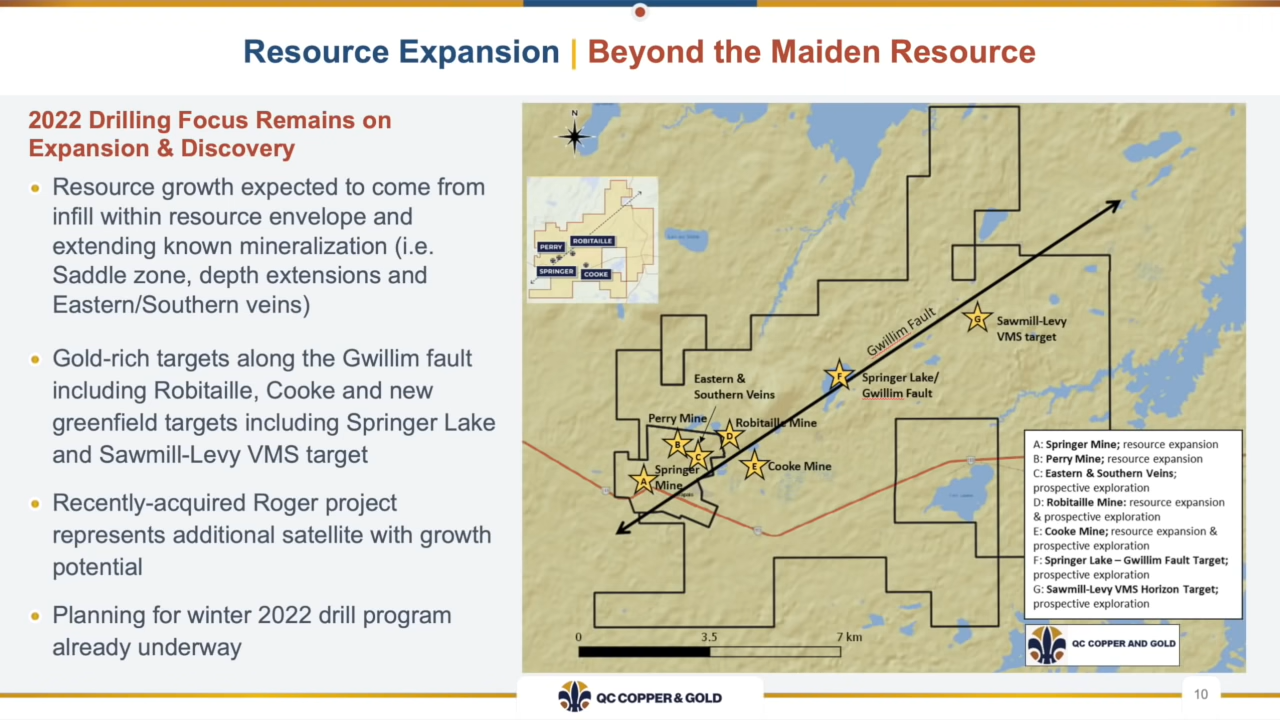 Resource Expansion | Beyond the Maiden Resource
2022 Drilling Focus Remains on
Expansion & Discovery
Resource growth expected to come from
infill within resource envelope and
extending known mineralization (i.e.
Saddle zone, depth extensions and
Eastern/Southern veins)
Gold-rich targets along the Gwillim fault
including Robitaille, Cooke and new
greenfield targets including Springer Lake
and Sawmill-Levy VMS target
Recently-acquired Roger project
represents additional satellite with growth
potential
Planning for winter 2022 drill program
already underway
N
PERRY
ROBITAILLE
SPRINGER
COOKE
Gwillim Fault
G
Sawmill-Levy
VMS target
F
Springer Lake/
Gwillim Fault
Eastern &
Southern Veins
Perry Mine
Robitaille Mine
B
D
C
E
Cooke Mine
A
Springer
Mine
A: Springer Mine; resource expansion
B: Perry Mine; resource expansion
C: Eastern & Southern Veins;
prospective exploration
D: Robitaille Mine: resource expansion
& prospective exploration
E: Cooke Mine; resource expansion &
prospective exploration
F: Springer Lake – Gwillim Fault Target;
prospective exploration
G: Sawmill-Levy VMS Horizon Target;
prospective exploration
0 3.5 7 km
QC COPPER AND GOLD
QC COPPER & GOLD
10